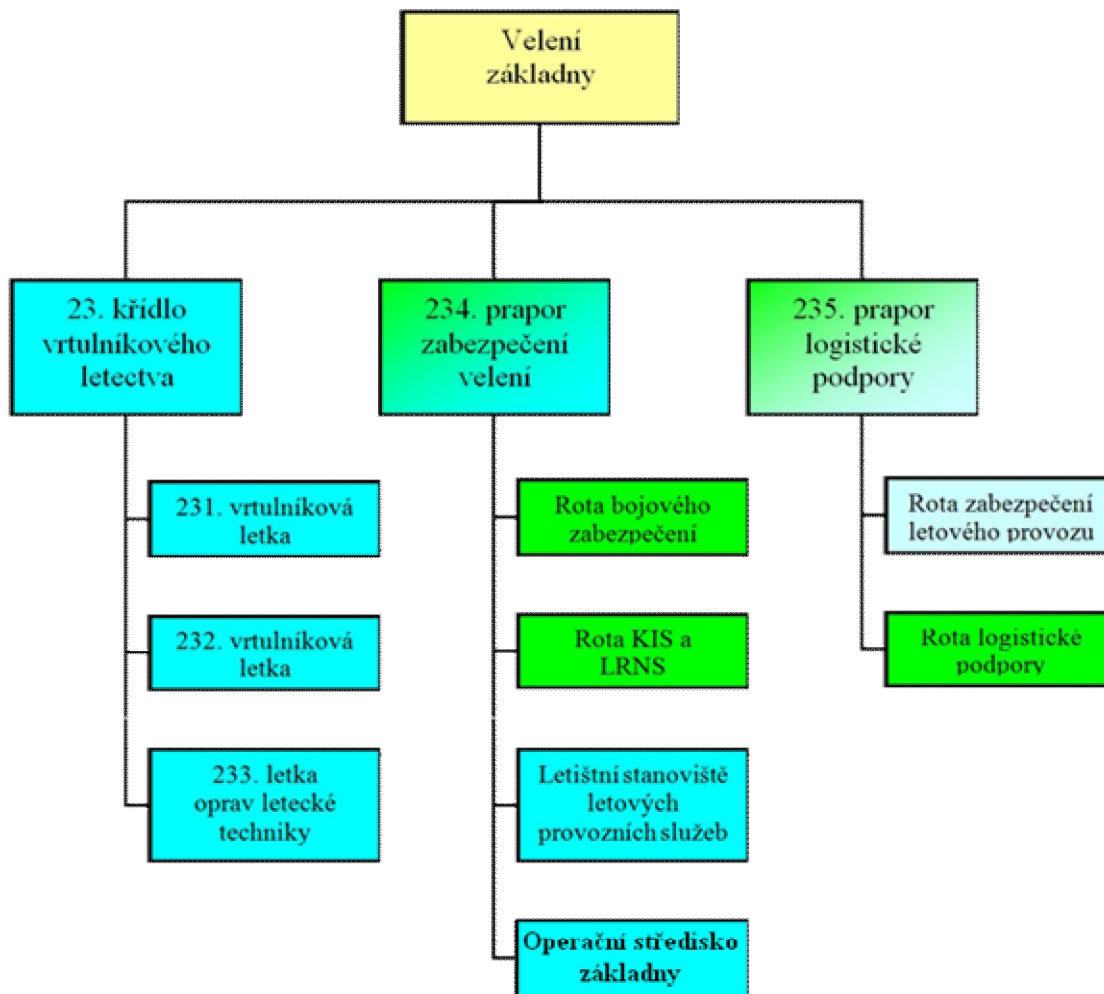 Velení
základny
23. křídlo
vrtulníkového
letectva
234. prapor
zabezpečení
velení
235. prapor
logistické
podpory
231. vrtulníková
letka
232. vrtulníková
letka
233. letka
oprav letecké
techniky
Rota bojového
zabezpečení
Rota KIS a
LRNS
Letištní stanoviště
letových
provozních služeb
Operační středisko
základny
Rota zabezpečení
letového provozu
Rota logistické
podpory